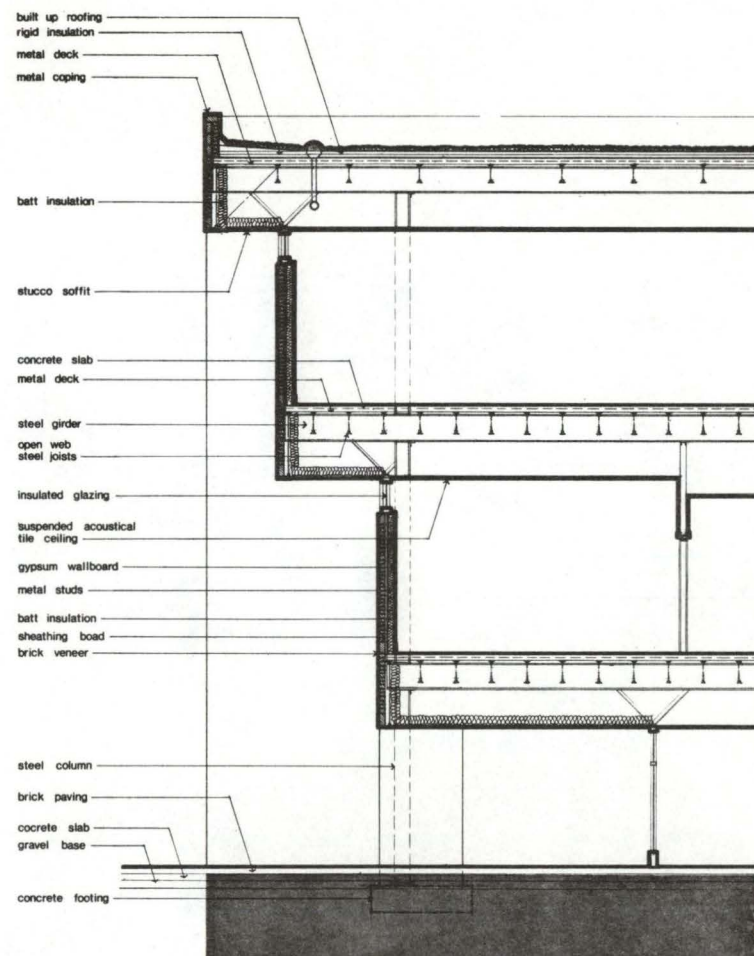 built up roofing
rigid insulation
metal deck
metal coping
batt insulation
stucco soffit
concrete slab
metal deck
steel girder
open web
steel joists
insulated glazing
suspended acoustical
tile ceiling
gypsum wallboard
metal studs
batt insulation
sheathing boad
brick veneer
steel column
brick paving
cocrete slab
gravel base
concrete footing